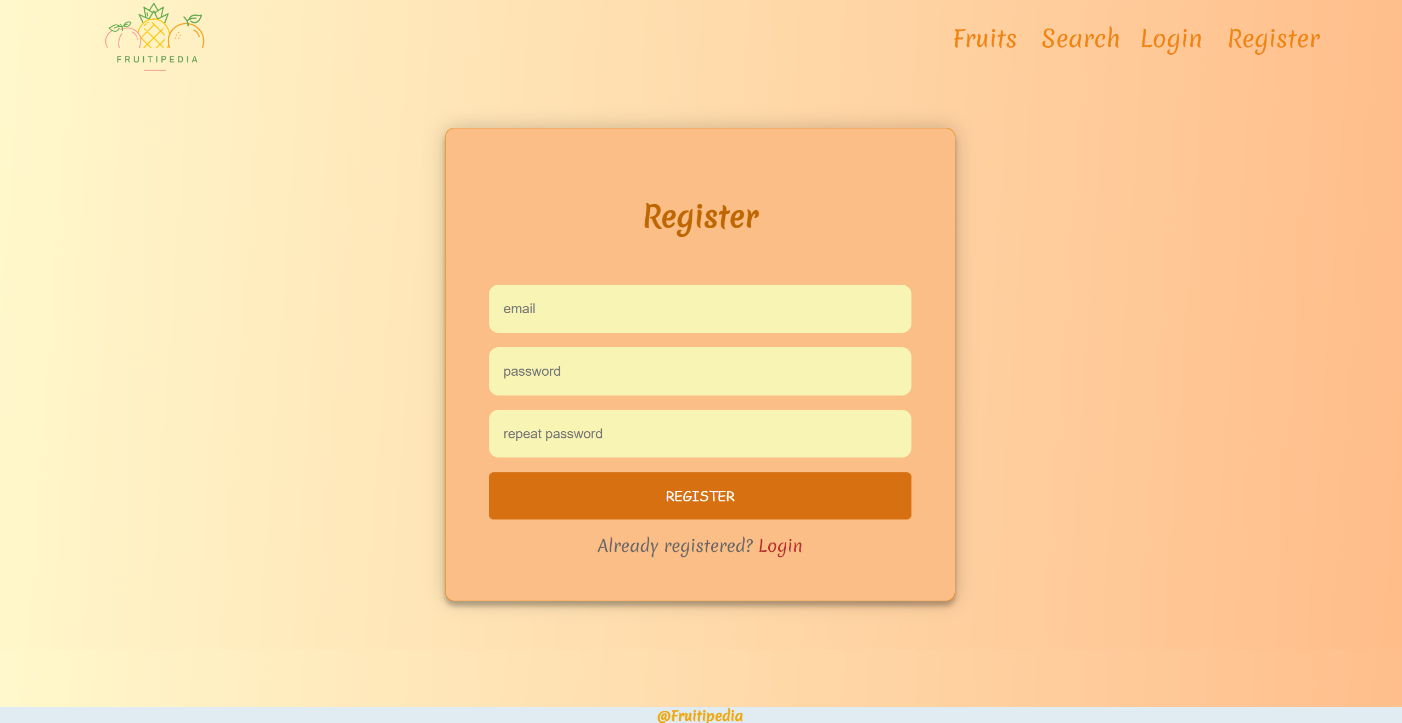 FRUITIPEDIA
Fruits Search Login Register
Register
email
password
repeat password
REGISTER
Already registered? Login
@Fruitipedia